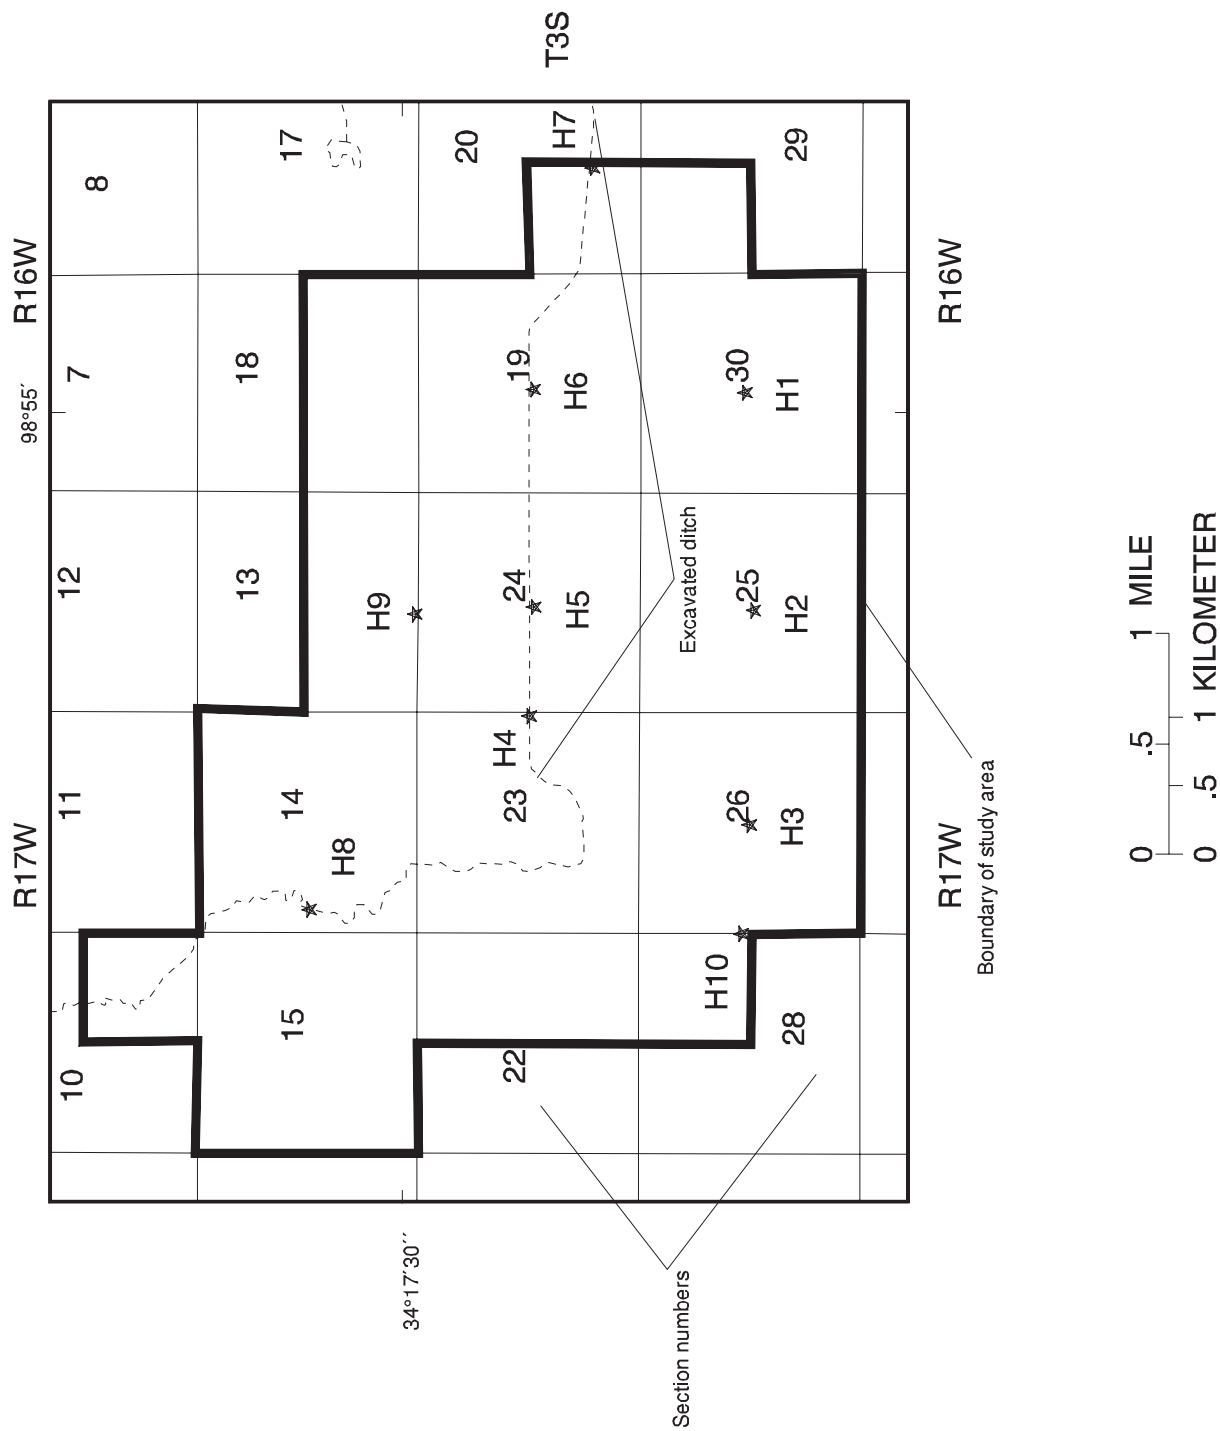 R17W
98°55´
R16W
10
11
12
7
8
15
14
13
18
17
H8
H9
34°17´30´´
22
23
H4
24
H5
19
H6
20
H7
T3S
Section numbers
Excavated ditch
28
H10
26
H3
25
H2
30
H1
29
R17W
R16W
Boundary of study area
0 .5 1 MILE
0 .5 1 KILOMETER